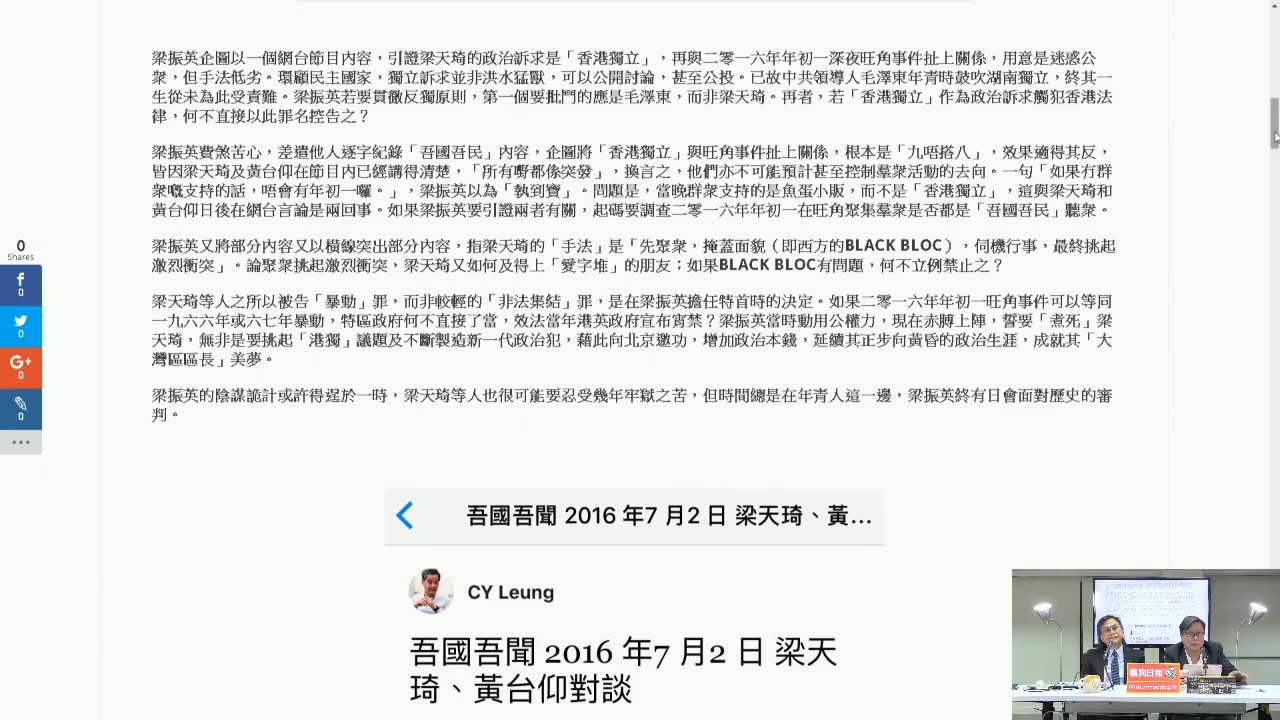 梁振英企圖以一個網台節目內容，引證梁天琦的政治訴求是「香港獨立」，再與二零一六年年初一深夜旺角事件扯上關係，用意是迷惑公
衆，但手法低劣。環顧民主國家，獨立訴求並非洪水猛獸，可以公開討論，甚至公投。已故中共領導人毛澤東年青時鼓吹湖南獨立，終其一
生從未為此受責難。梁振英若要貫徹反獨原則，第一個要批鬥的應是毛澤東，而非梁天琦。再者，若「香港獨立」作為政治訴求觸犯香港法
律，何不直接以此罪名控告之？
梁振英費煞苦心，差遣他人逐字紀錄「吾國吾民」內容，企圖將「香港獨立」與旺角事件扯上關係，根本是「九唔搭八」，效果適得其反，
皆因梁天琦及黃台仰在節目內已經講得清楚，「所有嘢都係突發」，換言之，他們亦不可能預計甚至控制羣衆活動的去向。一句「如果冇群
衆嘅支持的話，唔會有年初一囉。」，梁振英以為「執到寶」。問題是，當晚群衆支持的是魚蛋小販，而不是「香港獨立」，這與梁天琦和
黃台仰日後在網台言論是兩回事。如果梁振英要引證兩者有關，起碼要調查二零一六年年初一在旺角聚集羣衆是否都是「吾國吾民」聽衆。
梁振英又將部分內容又以橫線突出部分內容，指梁天琦的「手法」是「先聚衆，掩蓋面貌（即西方的BLACK BLOC），伺機行事，最終挑起
激烈衝突」。論聚衆挑起激烈衝突，梁天琦又如何及得上「愛字堆」的朋友；如果BLACK BLOC有問題，何不立例禁止之？
梁天琦等人之所以被告「暴動」罪，而非較輕的「非法集結」罪，是在梁振英擔任特首時的決定。如果二零一六年年初一旺角事件可以等同
一九六六年或六七年暴動，特區政府何不直接了當，效法當年港英政府宣布宵禁？梁振英當時動用公權力，現在赤膊上陣，誓要「煮死」梁
天琦，無非是要挑起「港獨」議題及不斷製造新一代政治犯，藉此向北京邀功，增加政治本錢，延續其正步向黃昏的政治生涯，成就其「大
灣區區長」美夢。
梁振英的陰謀詭計或許得逞於一時，梁天琦等人也很可能要忍受幾年牢獄之苦，但時間總是在年青人這一邊，梁振英終有日會面對歷史的審
判。
0
Shares
0
0
G+
0
0
吾國吾聞 2016 年7 月2 日 梁天琦、黃...
CY Leung
吾國吾聞 2016 年7 月2 日 梁天
琦、黃台仰對談
瘋狗日報
https://maddog.hk